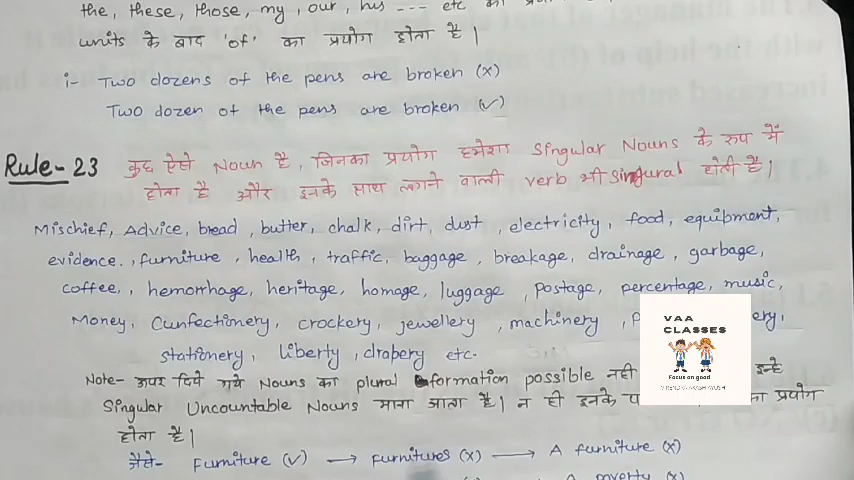 the, these, those, my, our, his --- etc का
units के बाद 'of' का प्रयोग होता है।
i- Two dozens of the pens are broken (x)
Two dozen of the pens are broken (v)
Rule-23 कुछ ऐसे Noun है, जिनका प्रयोग हमेशा Singular Nouns के रुप में
होता है और इनके साथ लगने वाली verb भी singural होती है।
Mischief, Advice, bread, butter, chalk, dirt, dust, electricity, food, equipment,
evidence., furniture, health, traffic, baggage, breakage, drainage, garbage,
coffee,, hemorrhage, heritage, homage, luggage, postage, percentage, music,
Money, Cunfectionery, crockery, jewellery, machinery,
stationery, liberty, drapery etc.
Note- ऊपर दिये गये Nouns का plural formation possible नही इन्हे
Singular Uncountable Nouns माना जाता है। न ही इनके का प्रयोग
होता है।
जैसे- Furniture (v) → furnitures (x) → A furniture (x)
(x)
VAA
CLASSES
Focus on good